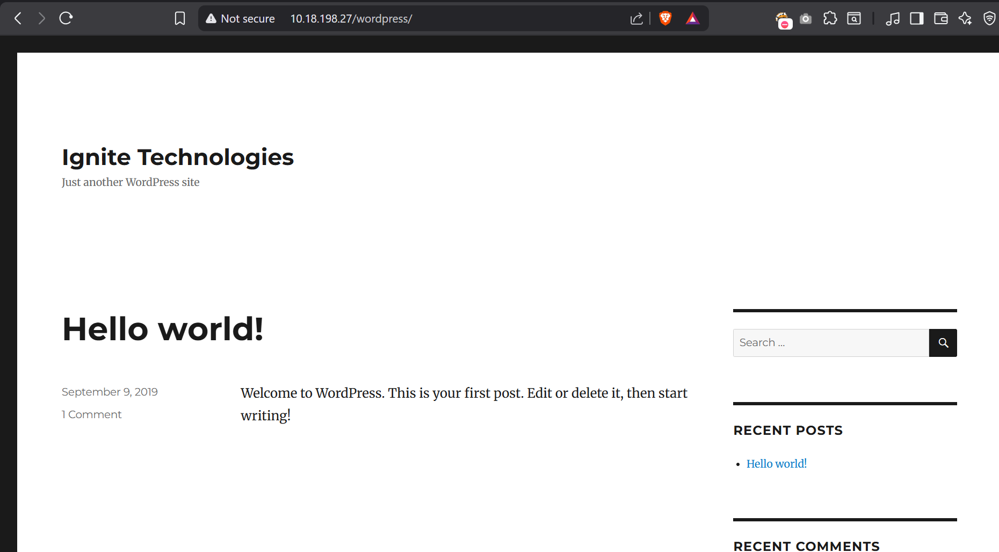 Not secure 10.18.198.27/wordpress/
Ignite Technologies
Just another WordPress site
Hello world!
September 9, 2019
1 Comment
Welcome to WordPress. This is your first post. Edit or delete it, then start
writing!
Search ...
RECENT POSTS
Hello world!
RECENT COMMENTS